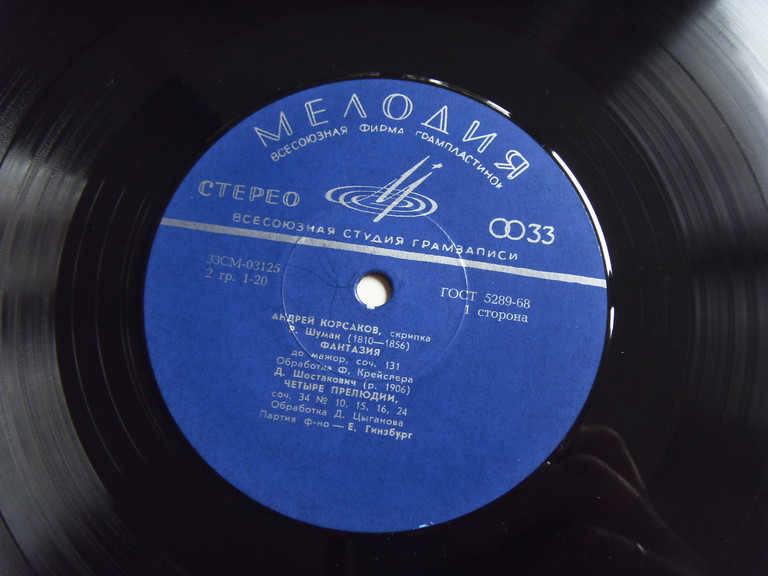 МЕЛОДИЯ
ВСЕСОЮЗНАЯ ФИРМА ГРАМПЛАСТИНОК
СТЕРЕО
33
ВСЕСОЮЗНАЯ СТУДИЯ ГРАМЗАПИСИ
33СМ-03125
2 гр. 1-20
ГОСТ 5289-68
1 сторона
АНДРЕЙ КОРСАКОВ, скрипка
Р. Шуман (1810—1856)
ФАНТАЗИЯ
до мажор, соч. 131
Обработка Ф. Крейслера
Д. Шостакович (р. 1906)
ЧЕТЫРЕ ПРЕЛЮДИИ,
соч. 34 № 10, 15, 16, 24
Обработка Д. Цыганова
Партия ф-но — Е. Гинзбург